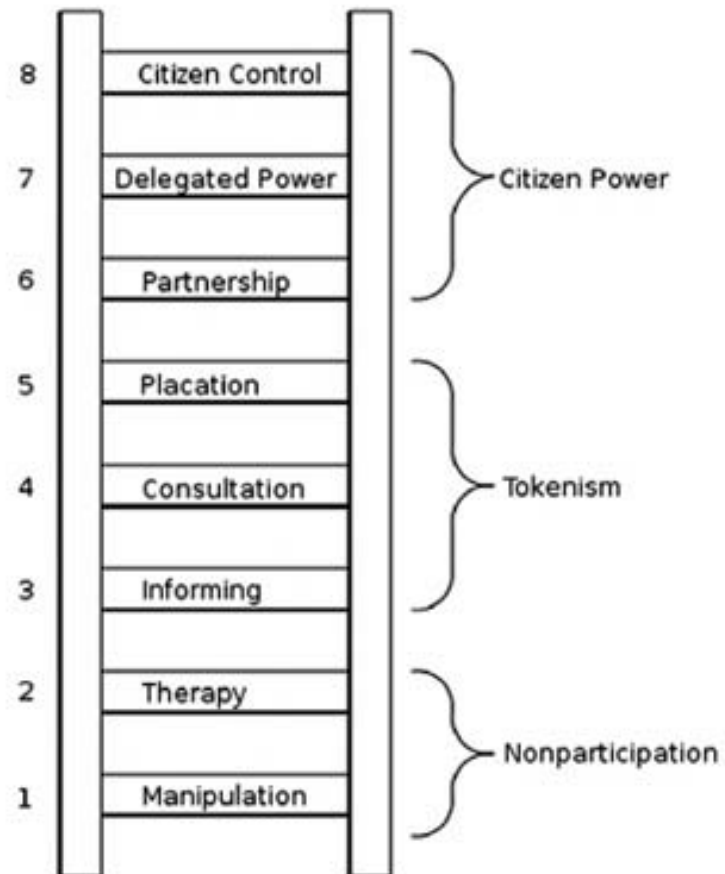 8 Citizen Control
7 Delegated Power
Citizen Power
6 Partnership
5 Placation
4 Consultation
Tokenism
3 Informing
2 Therapy
Nonparticipation
1 Manipulation